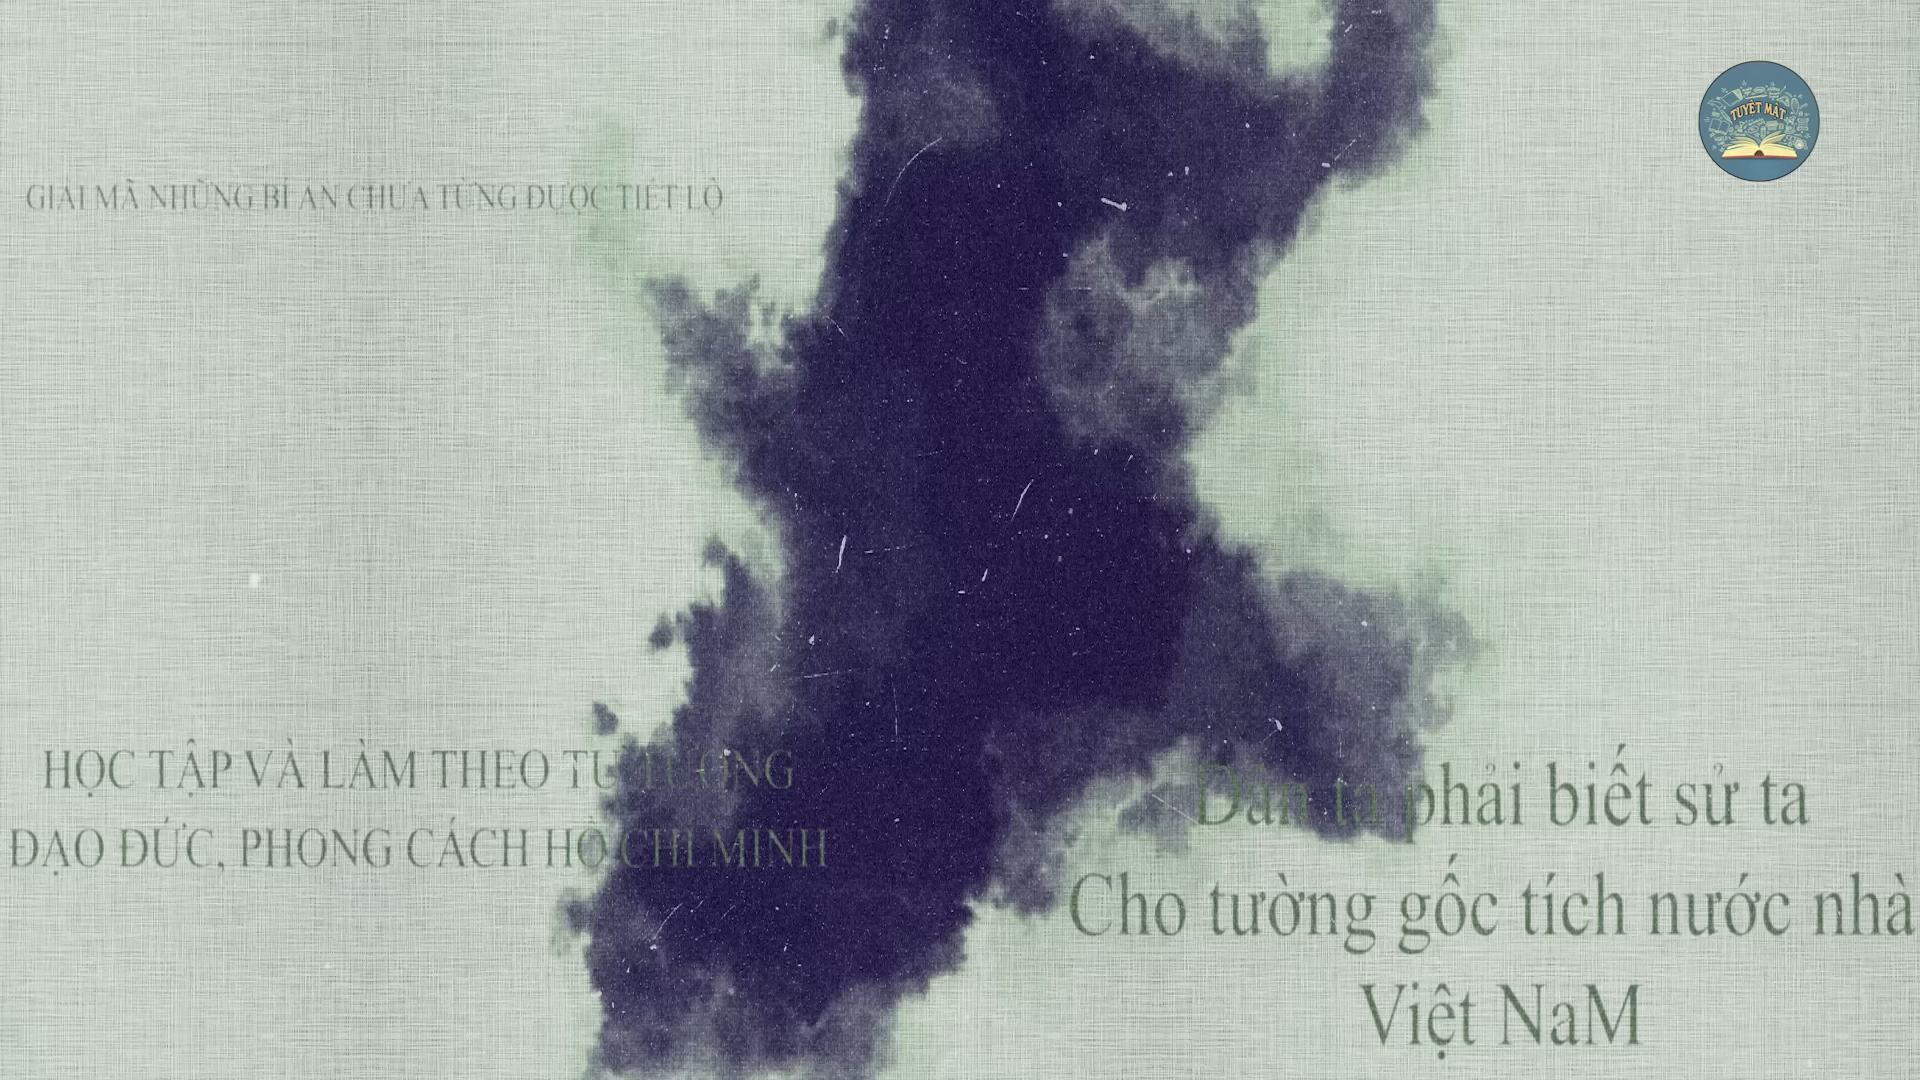 TUYỆT MẬT
GIẢI MÃ NHỮNG BÍ ẨN CHƯA TỪNG ĐƯỢC TIẾT LỘ
HỌC TẬP VÀ LÀM THEO TƯ TƯỞNG
ĐẠO ĐỨC, PHONG CÁCH HỒ CHÍ MINH
Dân ta phải biết sử ta
Cho tường gốc tích nước nhà
Việt NaM